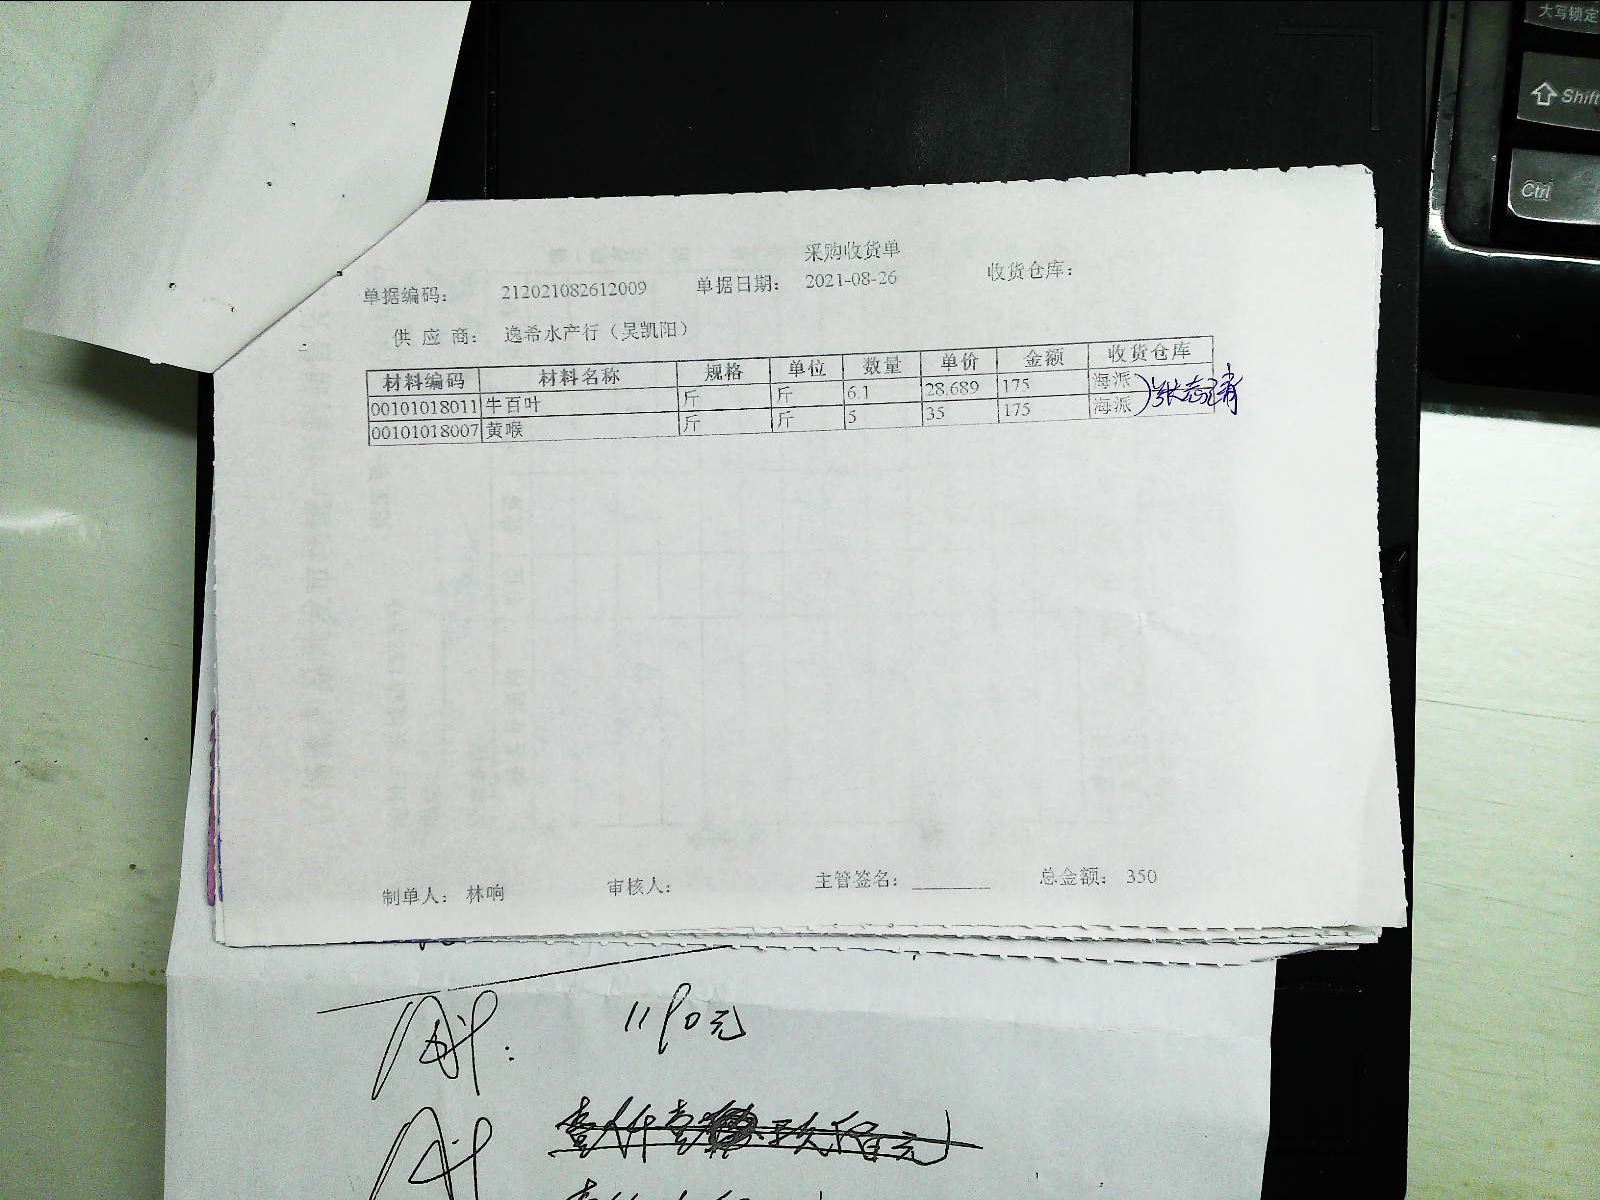 大写锁定
Shift
Ctrl
采购收货单
单据编码： 212021082612009 单据日期： 2021-08-26 收货仓库：
供 应 商： 逸希水产行（吴凯阳）
材料编码 材料名称 规格 单位 数量 单价 金额 收货仓库
00101018011 牛百叶 斤 斤 6.1 28.689 175 海派
00101018007 黄喉 斤 斤 5 35 175 海派
制单人： 林响 审核人： 主管签名： 总金额： 350
1190元